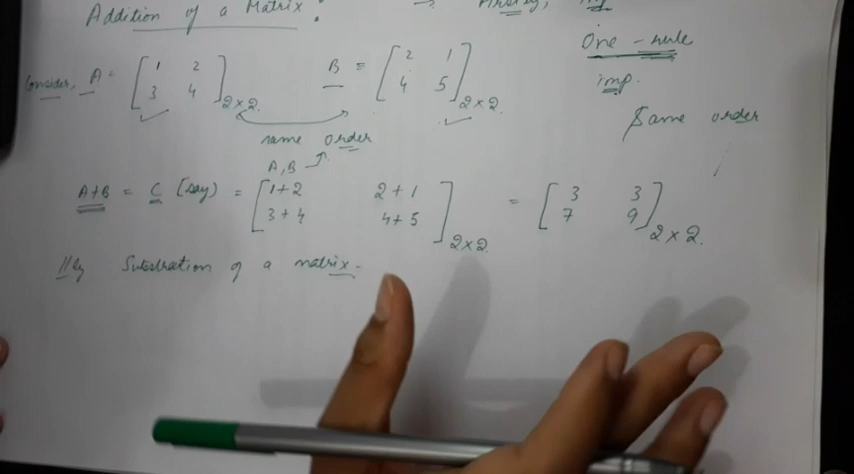 Addition of a Matrix :
One - rule
imp.
Same order
Consider, A = [ 1 2 3 4 ] 2×2 B = [ 2 1 4 5 ] 2×2
same order
A, B
A+B = C (say) = [ 1+2 2+1 3+4 4+5 ] 2×2 = [ 3 3 7 9 ] 2×2.
||ly Substration of a matrix -